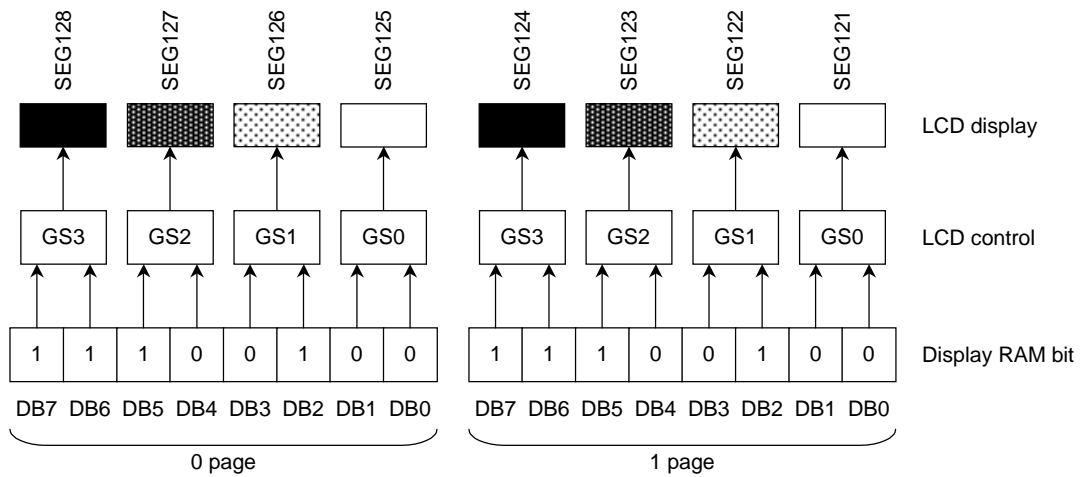 SEG128 SEG127 SEG126 SEG125 SEG124 SEG123 SEG122 SEG121
LCD display
GS3 GS2 GS1 GS0 GS3 GS2 GS1 GS0 LCD control
1 1 1 0 0 1 0 0 1 1 1 0 0 1 0 0 Display RAM bit
DB7 DB6 DB5 DB4 DB3 DB2 DB1 DB0 DB7 DB6 DB5 DB4 DB3 DB2 DB1 DB0
0 page 1 page